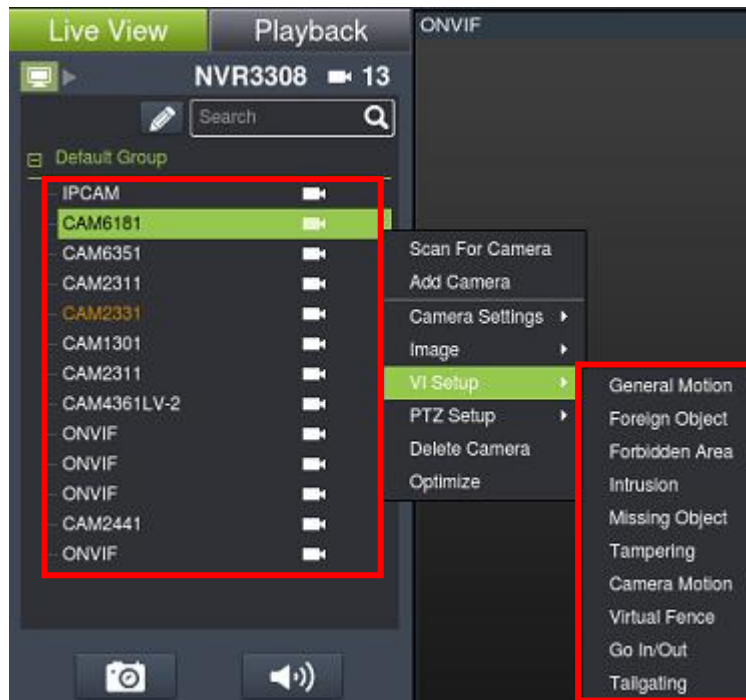 Live View
Playback
ONVIF
NVR3308 13
Search
Default Group
IPCAM
CAM6181
CAM6351
CAM2311
CAM2331
CAM1301
CAM2311
CAM4361LV-2
ONVIF
ONVIF
ONVIF
CAM2441
ONVIF
Scan For Camera
Add Camera
Camera Settings
Image
VI Setup
PTZ Setup
Delete Camera
Optimize
General Motion
Foreign Object
Forbidden Area
Intrusion
Missing Object
Tampering
Camera Motion
Virtual Fence
Go In/Out
Tailgating